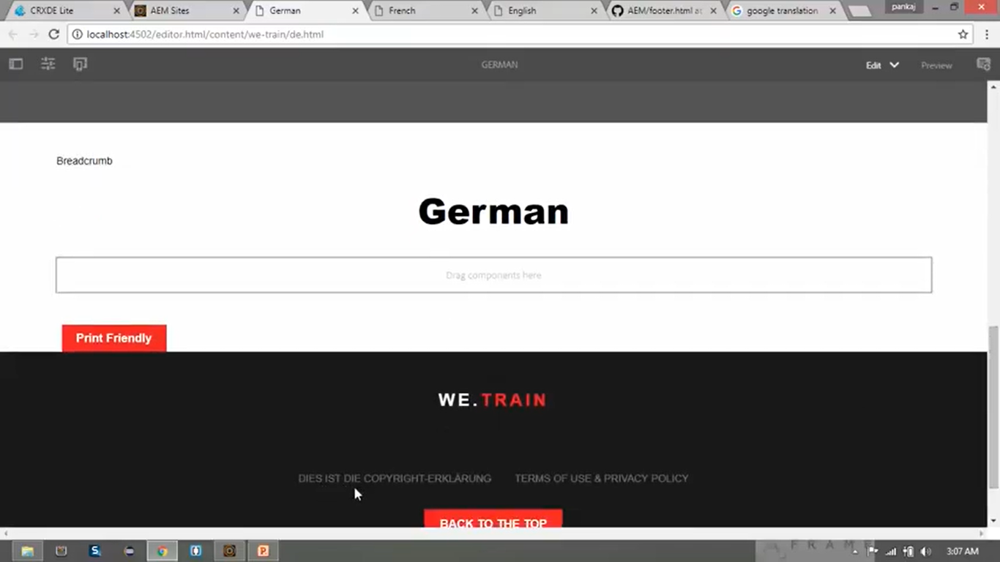 CRXDE Lite
AEM Sites
German
French
English
AEM/footer.html at
google translation
pankaj
localhost:4502/editor.html/content/we-train/de.html
GERMAN
Edit
Preview
Breadcrumb
German
Drag components here
Print Friendly
WE.TRAIN
DIES IST DIE COPYRIGHT-ERKLÄRUNG TERMS OF USE & PRIVACY POLICY
BACK TO THE TOP
FRAME
3:07 AM